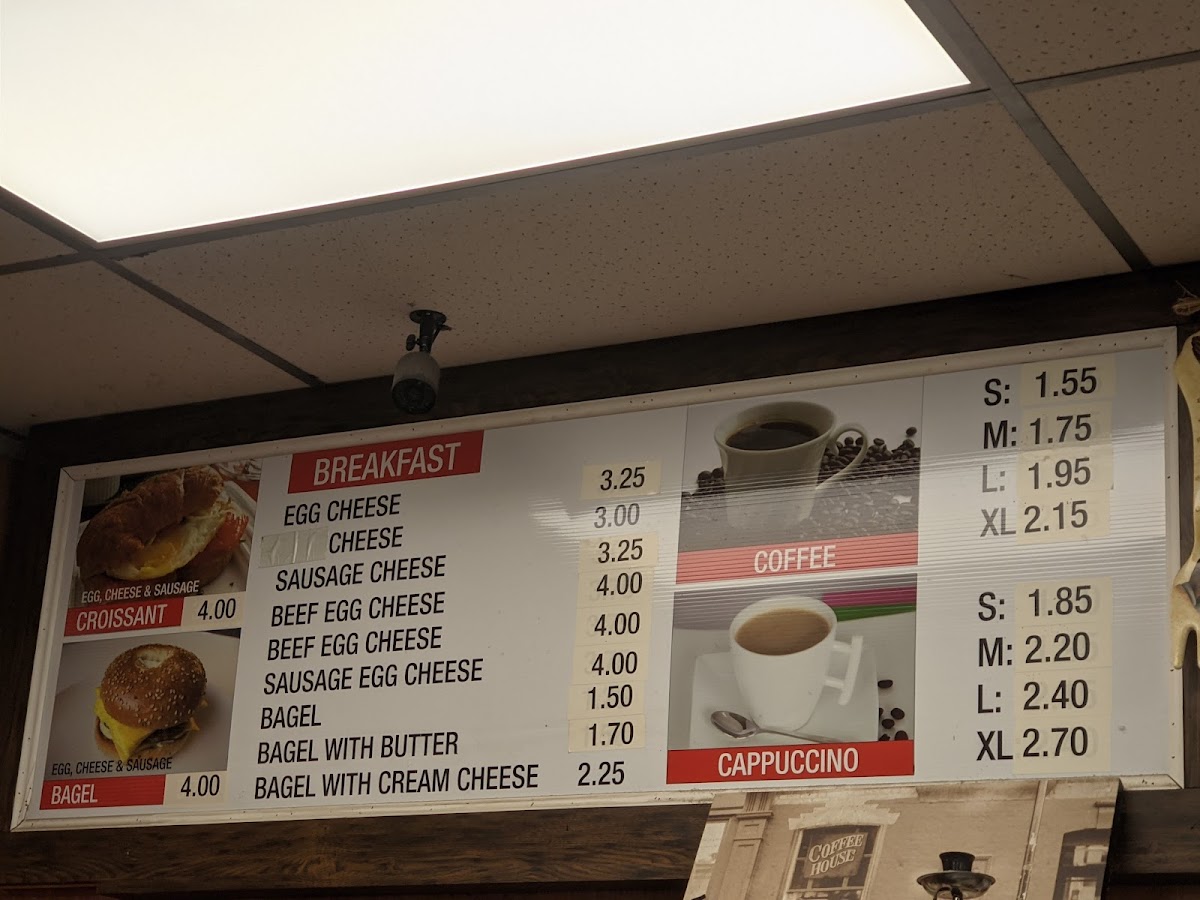 EGG, CHEESE & SAUSAGE
CROISSANT 4.00
EGG, CHEESE & SAUSAGE
BAGEL 4.00
BREAKFAST
EGG CHEESE 3.25
CHEESE 3.00
SAUSAGE CHEESE 3.25
BEEF EGG CHEESE 4.00
BEEF EGG CHEESE 4.00
SAUSAGE EGG CHEESE 4.00
BAGEL 1.50
BAGEL WITH BUTTER 1.70
BAGEL WITH CREAM CHEESE 2.25
COFFEE
S: 1.55
M: 1.75
L: 1.95
XL 2.15
CAPPUCCINO
S: 1.85
M: 2.20
L: 2.40
XL 2.70
COFFEE
HOUSE